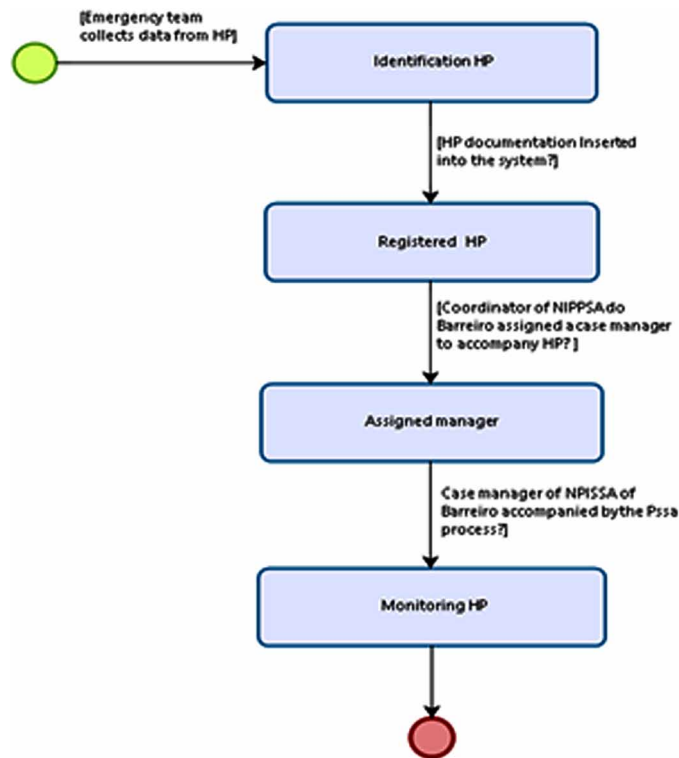 [Emergency team
collects data from HP]
Identification HP
[HP documentation Inserted
into the system?]
Registered HP
[Coordinator of NIPPSA do
Barreiro assigned a case manager
to accompany HP? ]
Assigned manager
Case manager of NPISSA of
Barreiro accompanied by the Pssa
process?]
Monitoring HP